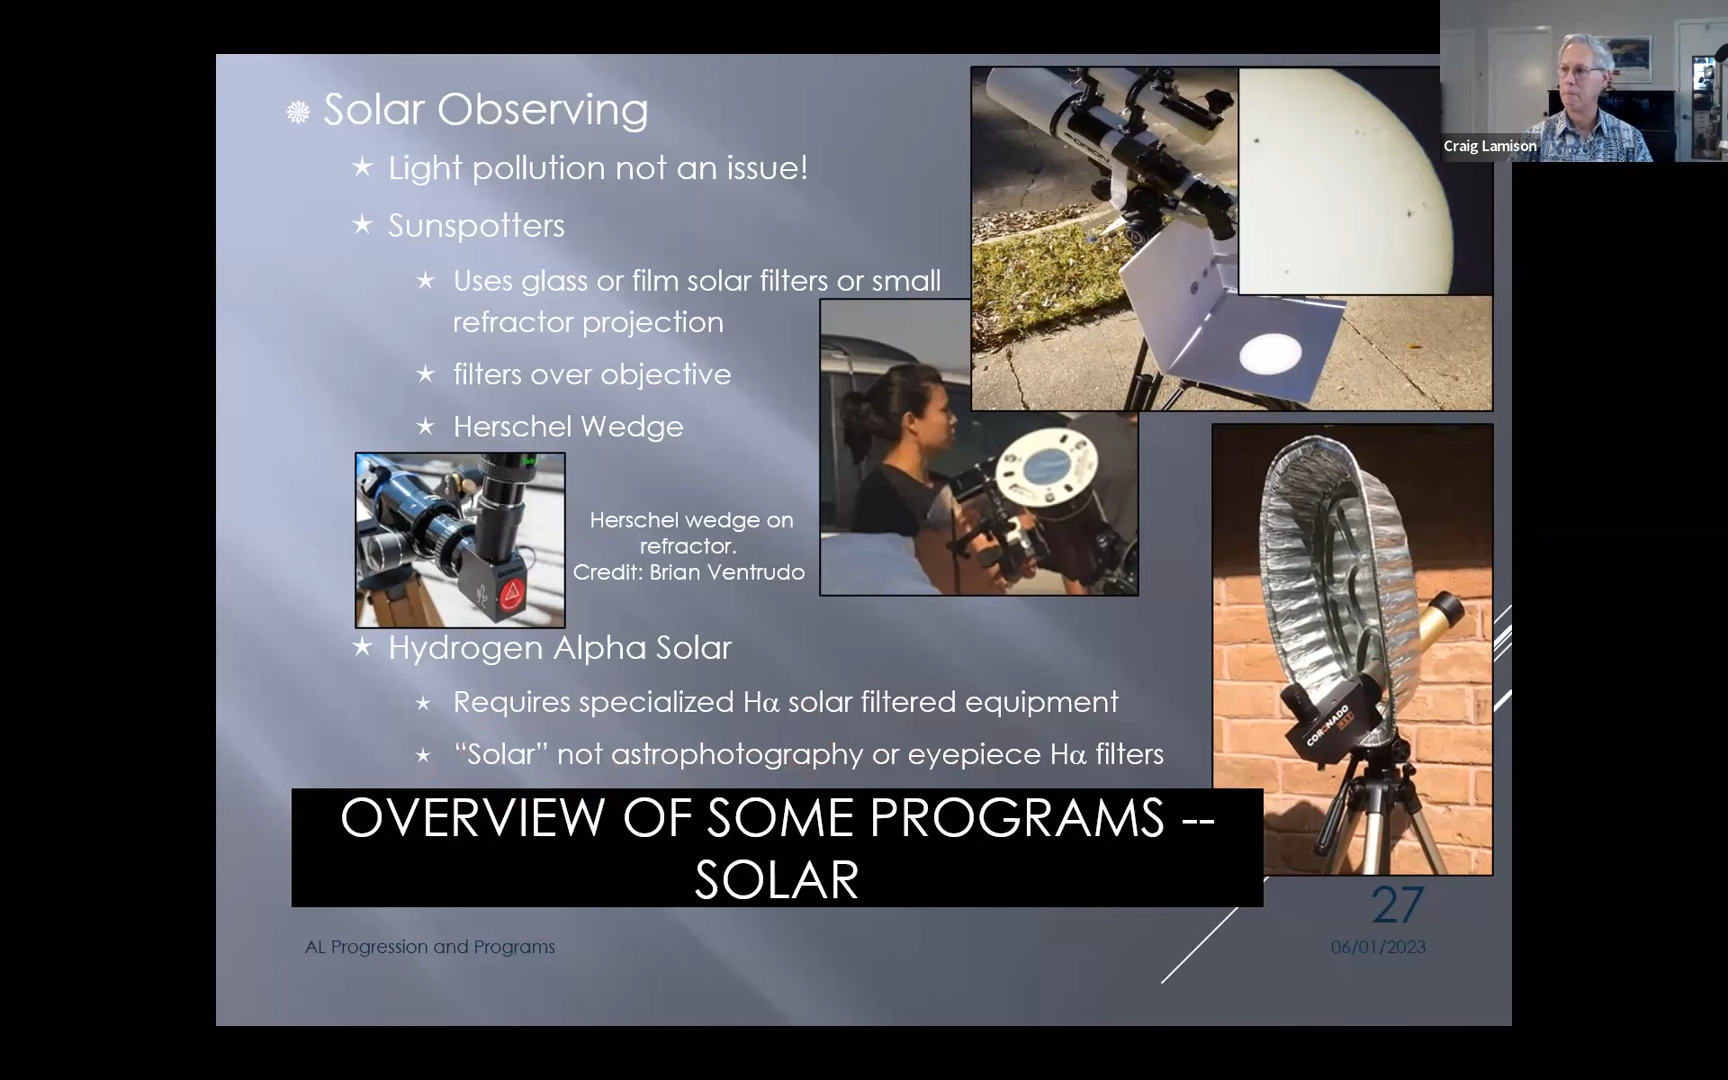 Solar Observing
Light pollution not an issue!
Sunspotters
Uses glass or film solar filters or small
refractor projection
filters over objective
Herschel Wedge
Herschel wedge on
refractor.
Credit: Brian Ventrudo
Hydrogen Alpha Solar
Requires specialized Hα solar filtered equipment
“Solar” not astrophotography or eyepiece Hα filters
OVERVIEW OF SOME PROGRAMS --
SOLAR
AL Progression and Programs
27
06/01/2023
Craig Lamison
ORION
CORONADO